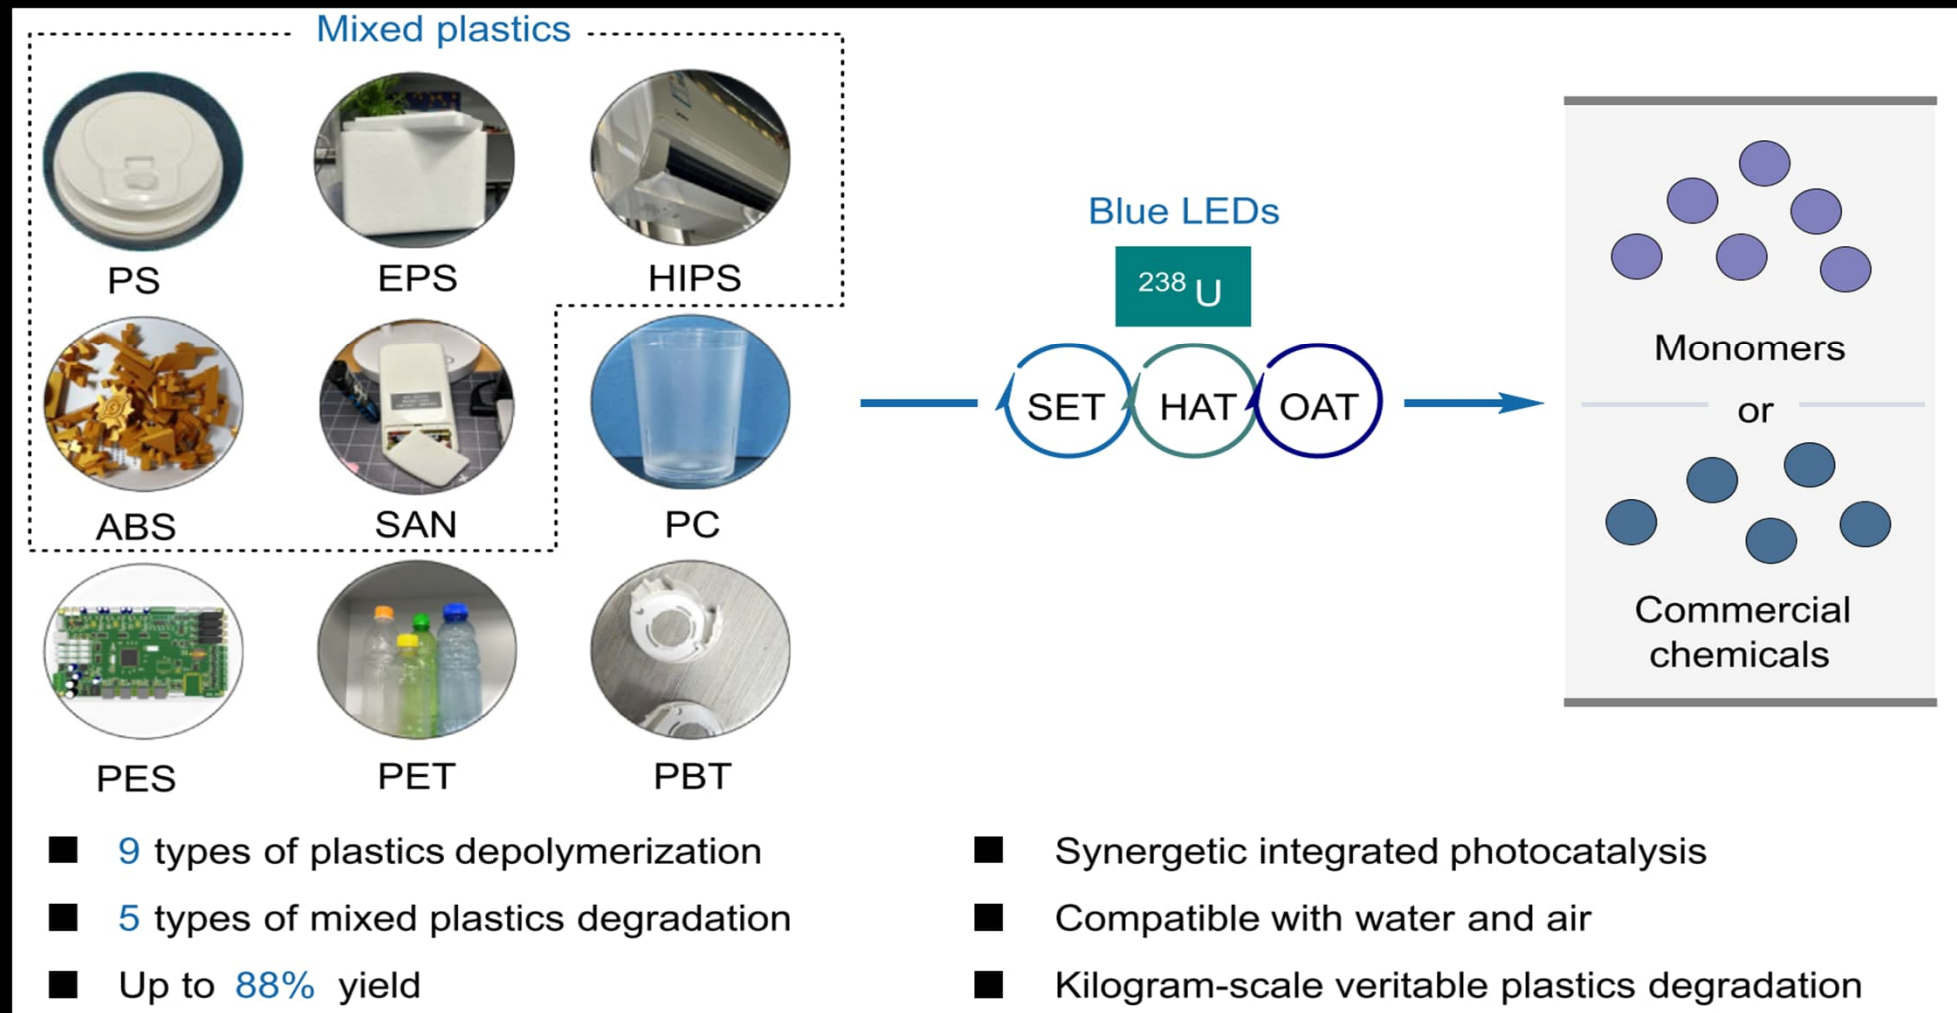 Mixed plastics
PS
EPS
HIPS
ABS
SAN
PC
PES
PET
PBT
Blue LEDs
238 U
SET
HAT
OAT
Monomers
or
Commercial
chemicals
9 types of plastics depolymerization
5 types of mixed plastics degradation
Up to 88% yield
Synergetic integrated photocatalysis
Compatible with water and air
Kilogram-scale veritable plastics degradation